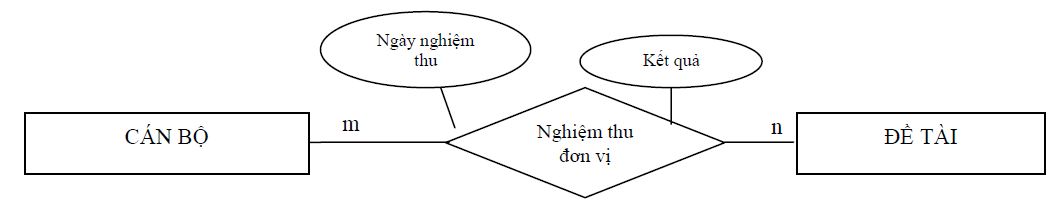 Ngày nghiệm
thu
Kết quả
CÁN BỘ
m
Nghiệm thu
đơn vị
n
ĐỀ TÀI